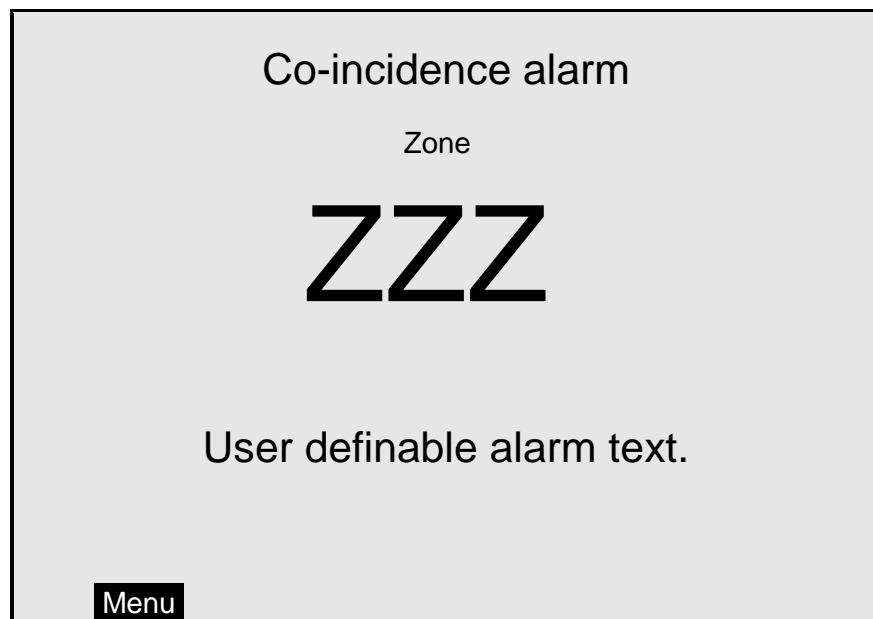 Co-incidence alarm
Zone
ZZZ
User definable alarm text.
Menu